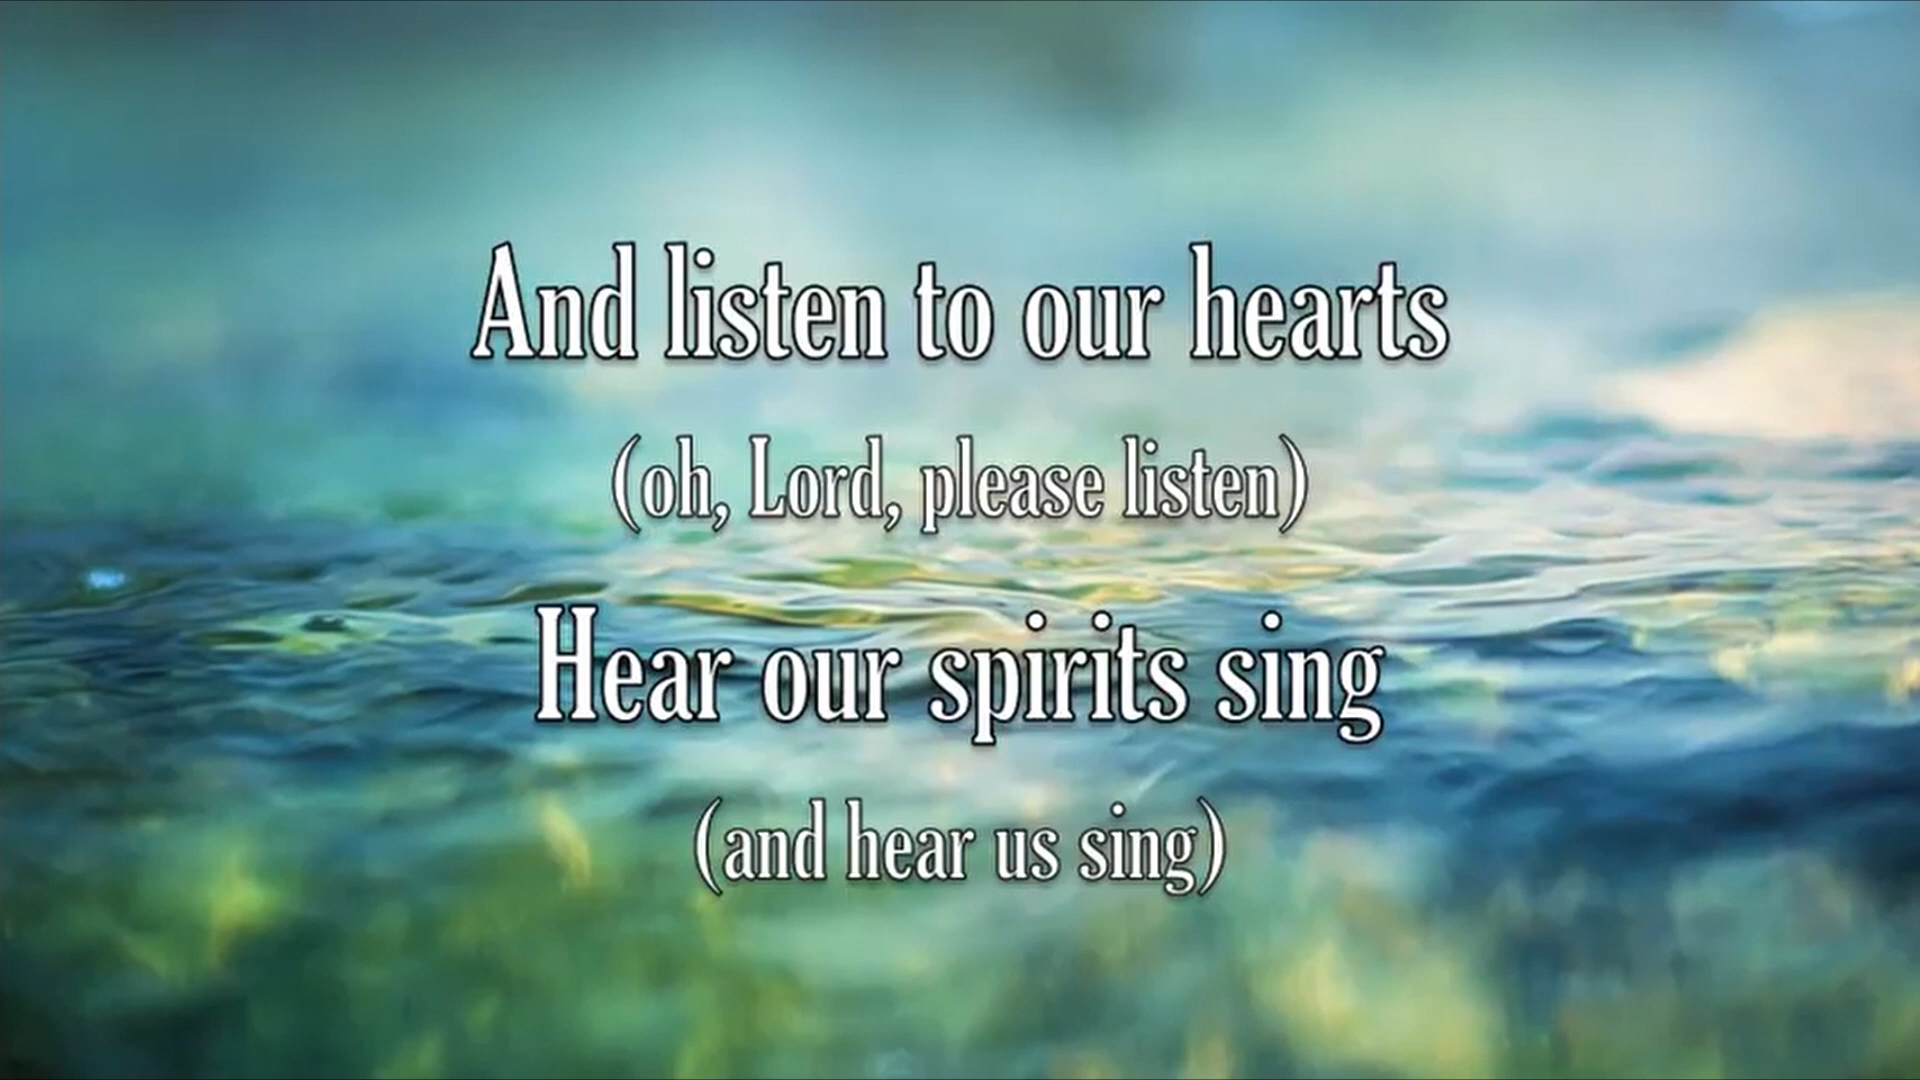 And listen to our hearts
(oh, Lord, please listen)
Hear our spirits sing
(and hear us sing)